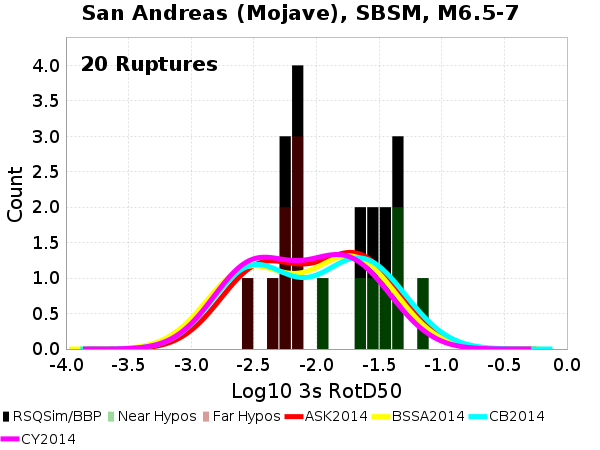 San Andreas (Mojave), SBSM, M6.5-7
20 Ruptures
Count
4.0
3.5
3.0
2.5
2.0
1.5
1.0
0.5
0.0
-4.0 -3.5 -3.0 -2.5 -2.0 -1.5 -1.0 -0.5 0.0
Log10 3s RotD50
RSQSim/BBP Near Hypos Far Hypos ASK2014 BSSA2014 CB2014
CY2014